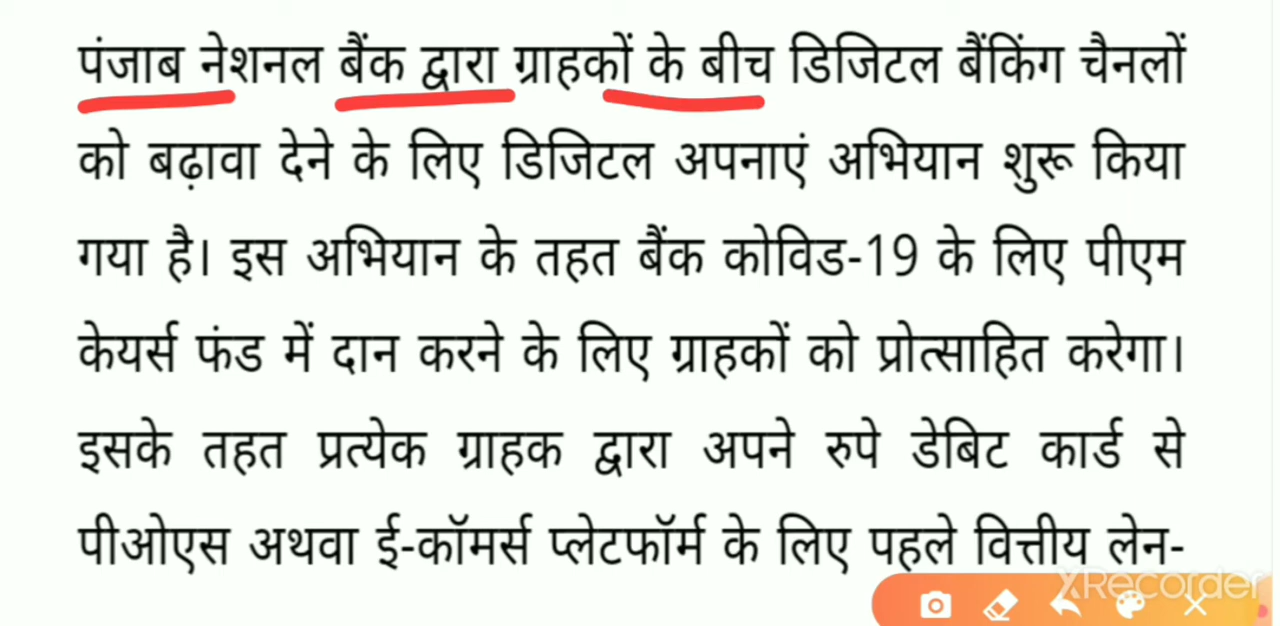 पंजाब नेशनल बैंक द्वारा ग्राहकों के बीच डिजिटल बैंकिंग चैनलों
को बढ़ावा देने के लिए डिजिटल अपनाएं अभियान शुरू किया
गया है। इस अभियान के तहत बैंक कोविड-19 के लिए पीएम
केयर्स फंड में दान करने के लिए ग्राहकों को प्रोत्साहित करेगा।
इसके तहत प्रत्येक ग्राहक द्वारा अपने रुपे डेबिट कार्ड से
पीओएस अथवा ई-कॉमर्स प्लेटफॉर्म के लिए पहले वित्तीय लेन-
XRecorder